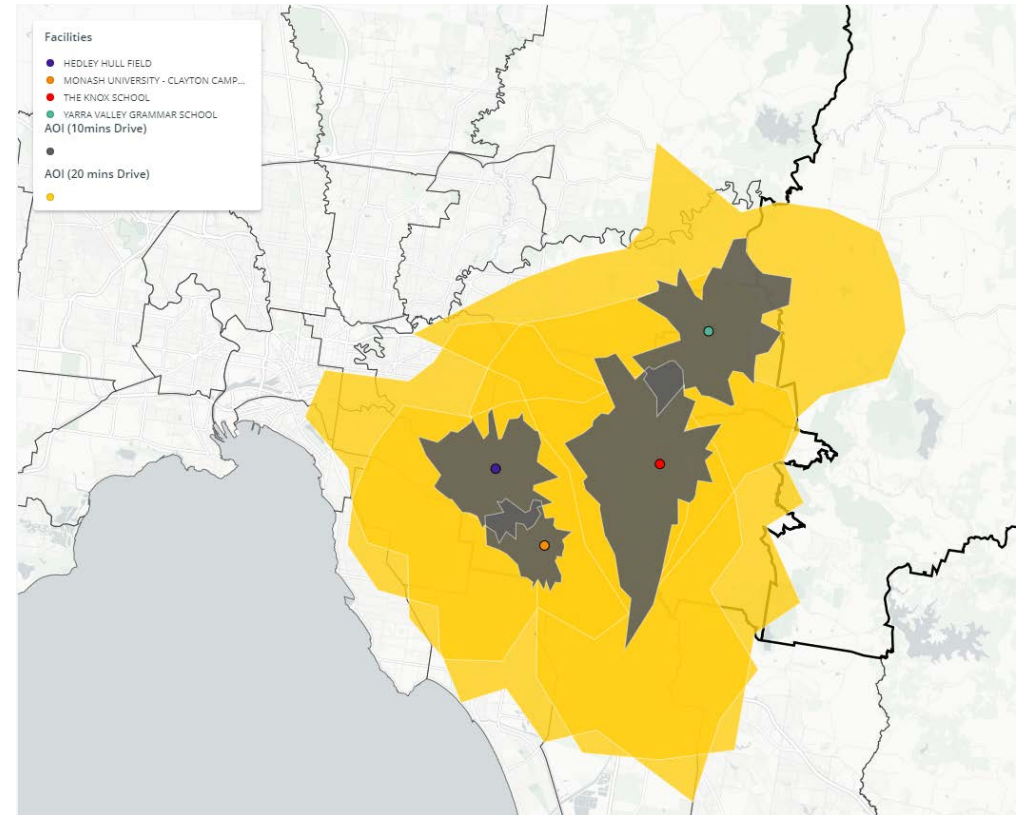 Facilities
HEDLEY HULL FIELD
MONASH UNIVERSITY - CLAYTON CAMP...
THE KNOX SCHOOL
YARRA VALLEY GRAMMAR SCHOOL
AOI (10mins Drive)
AOI (20 mins Drive)